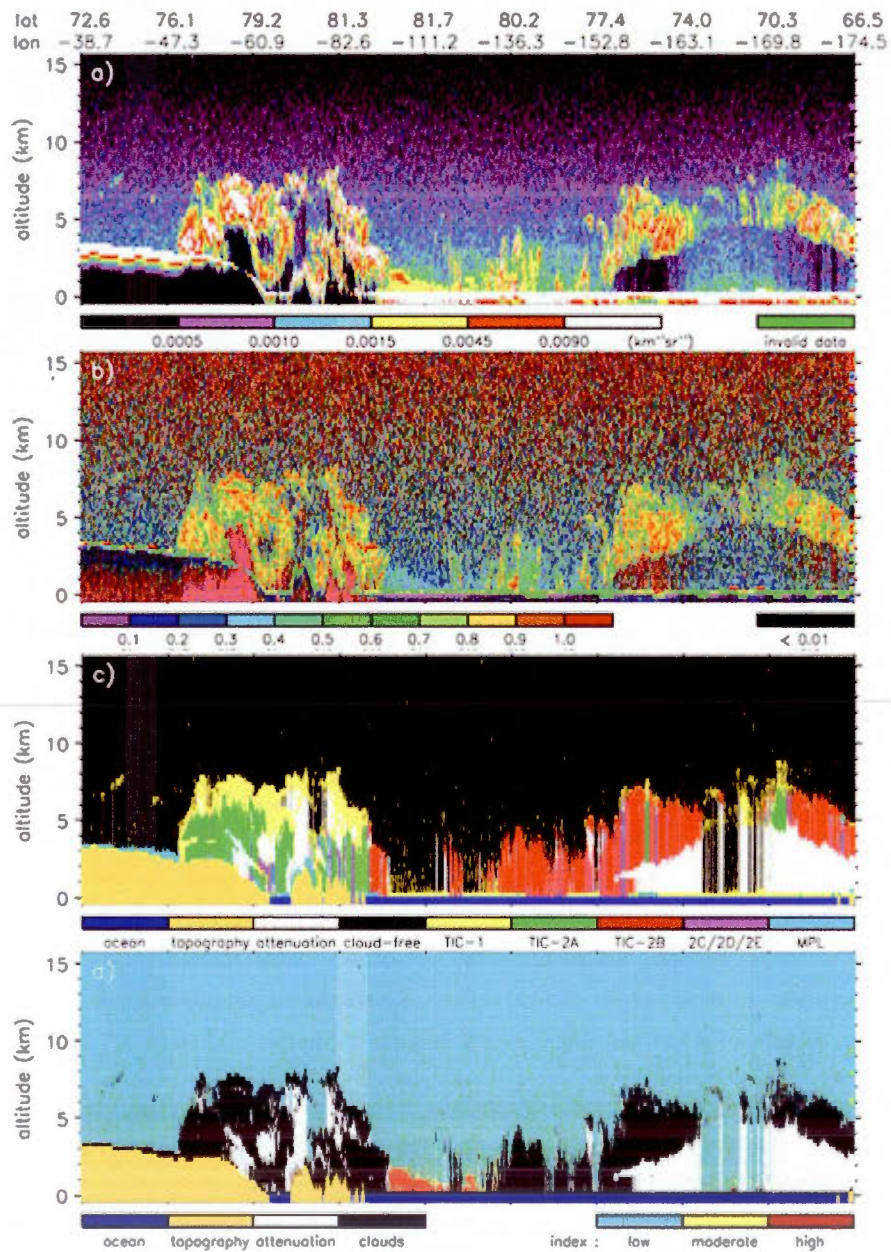 lat 72.6 76.1 79.2 81.3 81.7 80.2 77.4 74.0 70.3 66.5
lon −38.7 −47.3 −60.9 −82.6 −111.2 −136.3 −152.8 −163.1 −169.8 −174.5
a)
15
10
5
0
altitude (km)
0.0005 0.0010 0.0015 0.0045 0.0090 (km⁻¹sr⁻¹) invalid data
b)
15
10
5
0
altitude (km)
0.1 0.2 0.3 0.4 0.5 0.6 0.7 0.8 0.9 1.0 < 0.01
c)
15
10
5
0
altitude (km)
ocean topography attenuation cloud-free TIC-1 TIC-2A TIC-2B 2C/2D/2E MPL
d)
15
10
5
0
altitude (km)
ocean topography attenuation clouds index : low moderate high